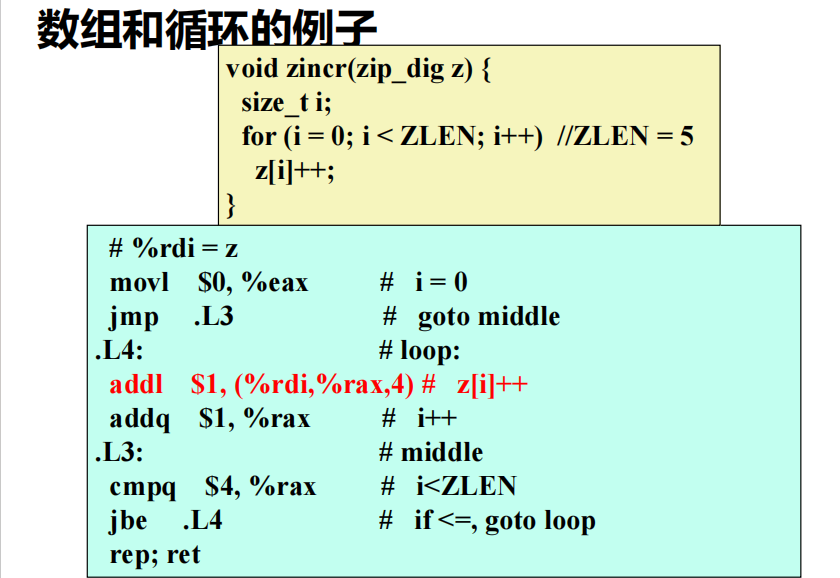 数组和循环的例子
void zincr(zip_dig z) {
size_t i;
for (i = 0; i < ZLEN; i++) //ZLEN = 5
z[i]++;
}
# %rdi = z
movl $0, %eax # i = 0
jmp .L3 # goto middle
.L4: # loop:
addl $1, (%rdi,%rax,4) # z[i]++
addq $1, %rax # i++
.L3: # middle
cmpq $4, %rax # i<ZLEN
jbe .L4 # if <=, goto loop
rep; ret